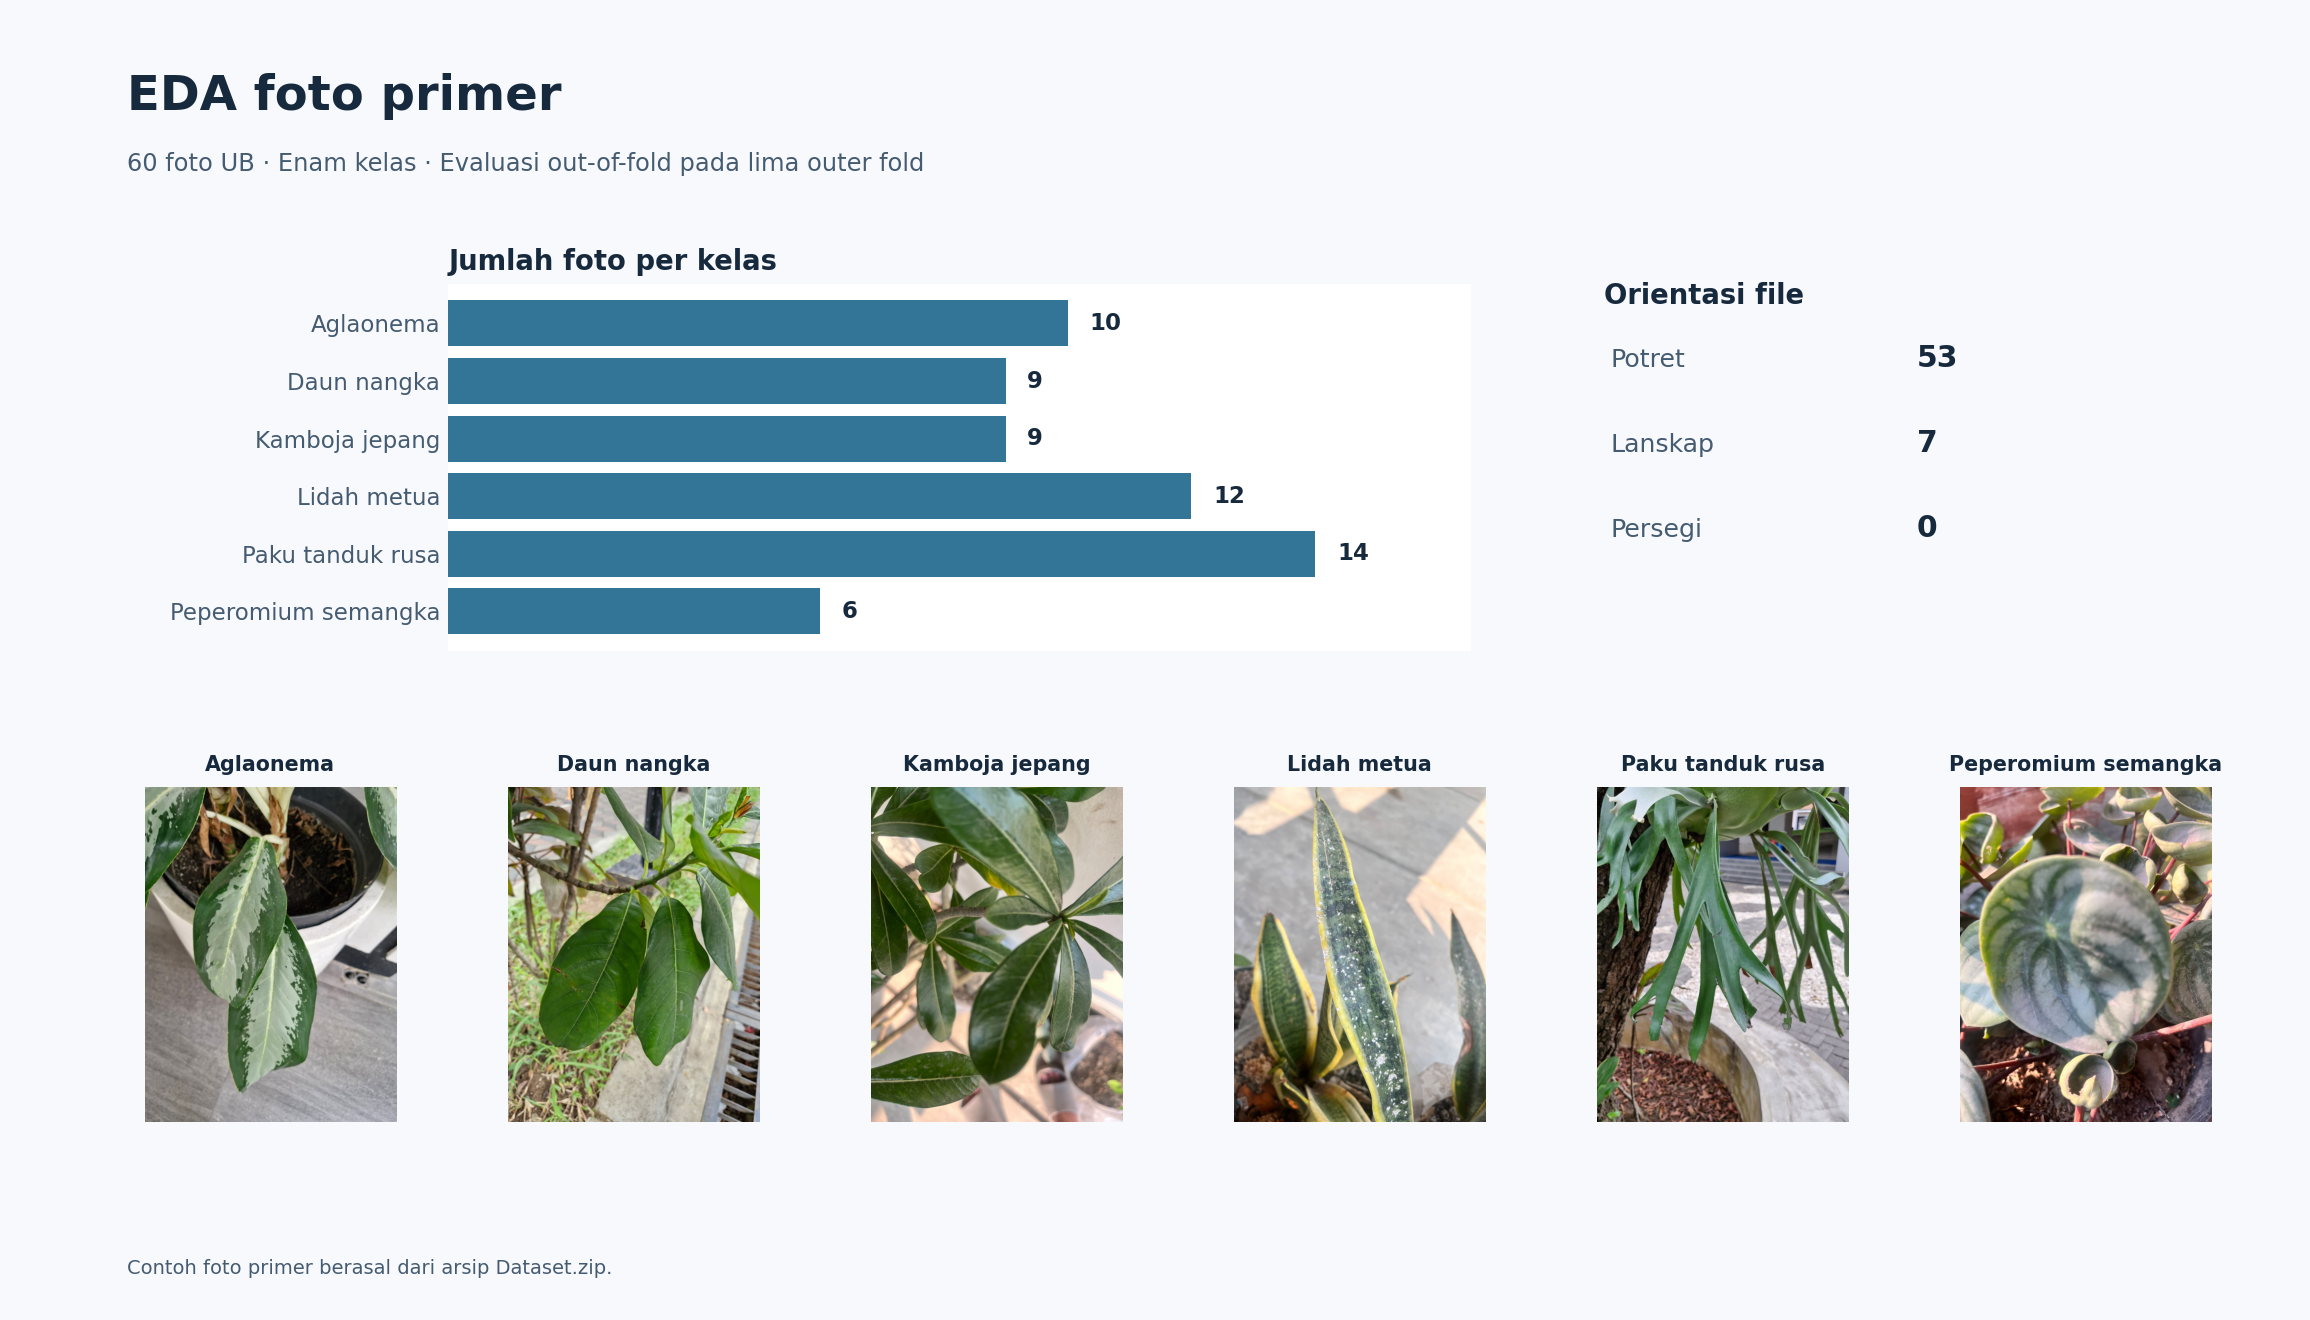 EDA foto primer
60 foto UB · Enam kelas · Evaluasi out-of-fold pada lima outer fold
Jumlah foto per kelas
Aglaonema 10
Daun nangka 9
Kamboja jepang 9
Lidah metua 12
Paku tanduk rusa 14
Peperomium semangka 6
Orientasi file
Potret 53
Lanskap 7
Persegi 0
Aglaonema
Daun nangka
Kamboja jepang
Lidah metua
Paku tanduk rusa
Peperomium semangka
Contoh foto primer berasal dari arsip Dataset.zip.